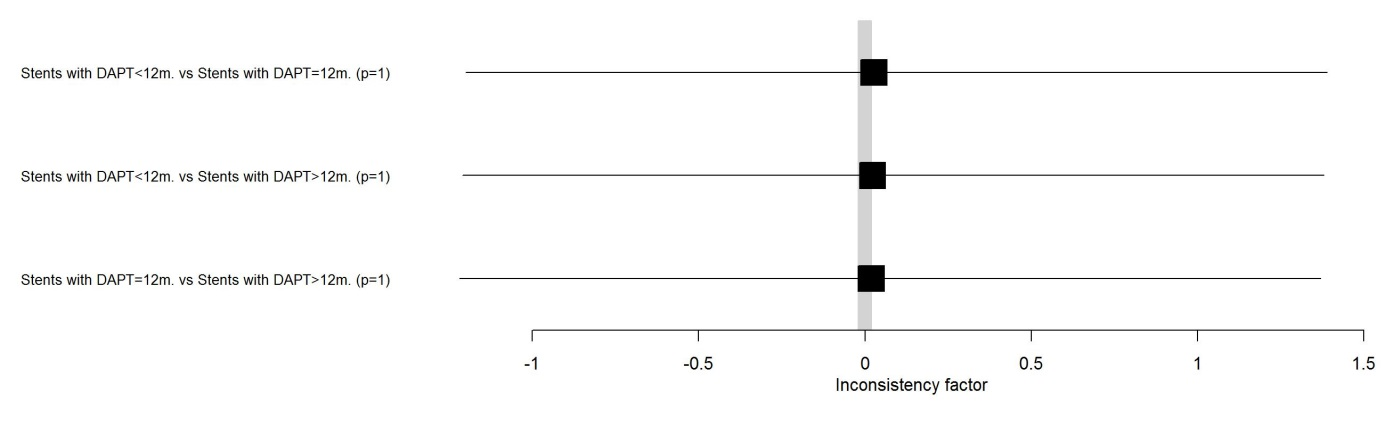 Stents with DAPT<12m. vs Stents with DAPT=12m. (p=1)
Stents with DAPT<12m. vs Stents with DAPT>12m. (p=1)
Stents with DAPT=12m. vs Stents with DAPT>12m. (p=1)
-1 -0.5 0 0.5 1 1.5
Inconsistency factor